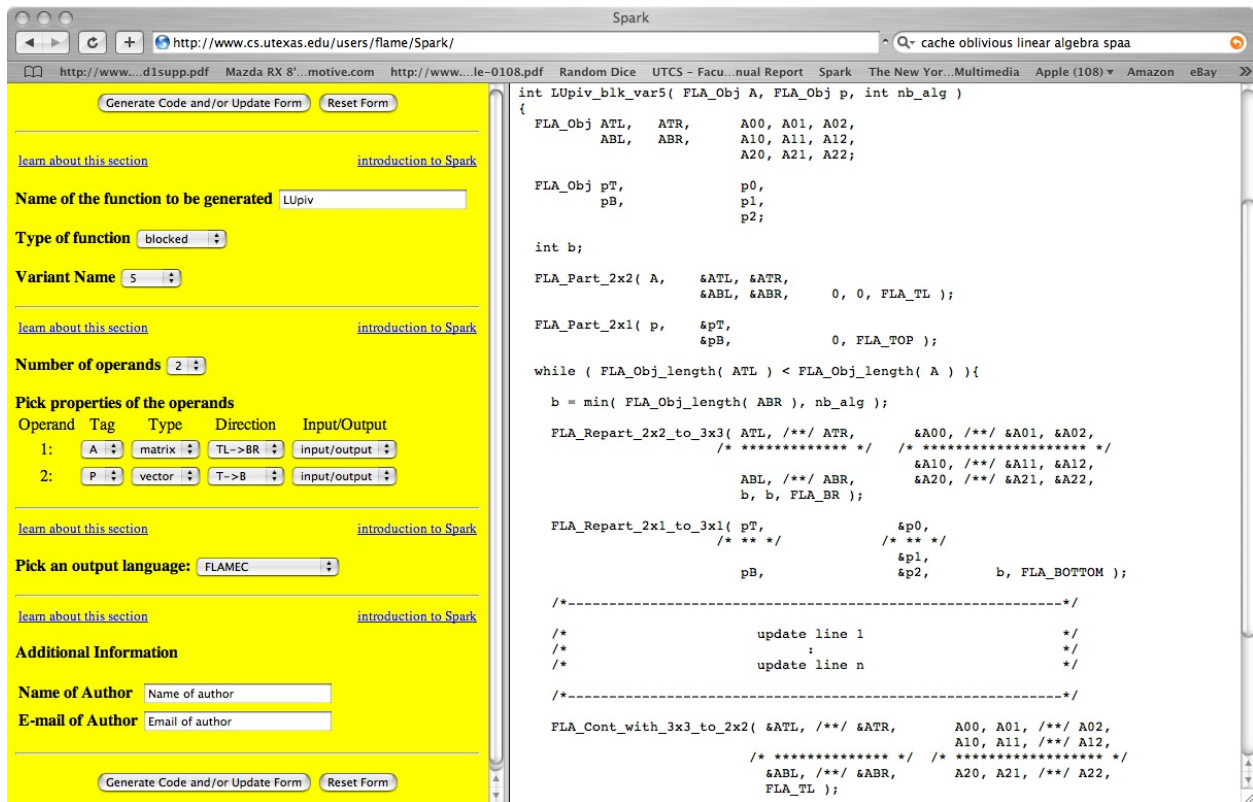 Spark
http://www.cs.utexas.edu/users/flame/Spark/
cache oblivious linear algebra spaa
http://www....d1supp.pdf Mazda RX 8'...motive.com http://www....le-0108.pdf Random Dice UTCS - Facu...nual Report Spark The New Yor...Multimedia Apple (108) Amazon eBay
Generate Code and/or Update Form Reset Form
learn about this section introduction to Spark
Name of the function to be generated LUpiv
Type of function blocked
Variant Name 5
learn about this section introduction to Spark
Number of operands 2
Pick properties of the operands
Operand Tag Type Direction Input/Output
1: A matrix TL->BR input/output
2: P vector T->B input/output
learn about this section introduction to Spark
Pick an output language: FLAMEC
learn about this section introduction to Spark
Additional Information
Name of Author Name of author
E-mail of Author Email of author
Generate Code and/or Update Form Reset Form
int LUpiv_blk_var5( FLA_Obj A, FLA_Obj p, int nb_alg )
{
FLA_Obj ATL, ATR, A00, A01, A02,
ABL, ABR, A10, A11, A12,
A20, A21, A22;
FLA_Obj pT, p0,
pB, p1,
p2;
int b;
FLA_Part_2x2( A, &ATL, &ATR,
&ABL, &ABR, 0, 0, FLA_TL );
FLA_Part_2x1( p, &pT,
&pB, 0, FLA_TOP );
while ( FLA_Obj_length( ATL ) < FLA_Obj_length( A ) ){
b = min( FLA_Obj_length( ABR ), nb_alg );
FLA_Repart_2x2_to_3x3( ATL, /**/ ATR, &A00, /**/ &A01, &A02,
/* ************* */ /* ******************** */
&A10, /**/ &A11, &A12,
ABL, /**/ ABR, &A20, /**/ &A21, &A22,
b, b, FLA_BR );
FLA_Repart_2x1_to_3x1( pT, &p0,
/* ** */ /* ** */
&p1,
pB, &p2, b, FLA_BOTTOM );
/*------------------------------------------------------------*/
/* update line 1 */
/* : */
/* update line n */
/*------------------------------------------------------------*/
FLA_Cont_with_3x3_to_2x2( &ATL, /**/ &ATR, A00, A01, /**/ A02,
A10, A11, /**/ A12,
/* ************** */ /* ****************** */
&ABL, /**/ &ABR, A20, A21, /**/ A22,
FLA_TL );